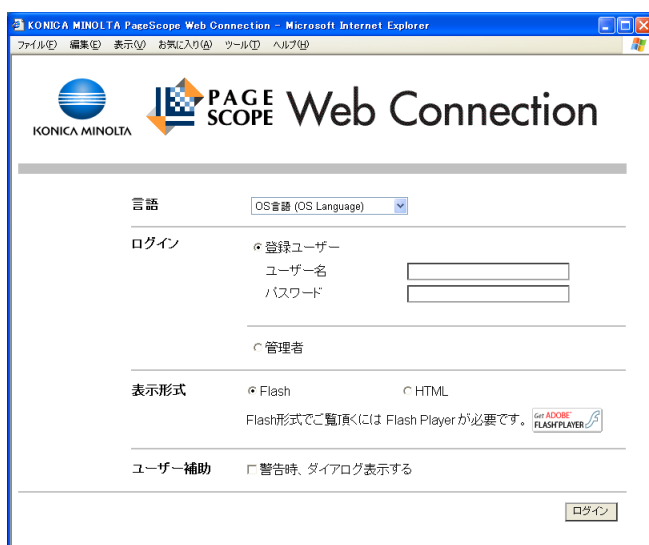 KONICA MINOLTA PageScope Web Connection - Microsoft Internet Explorer
ファイル(F) 編集(E) 表示(V) お気に入り(A) ツール(T) ヘルプ(H)
KONICA MINOLTA
PAGE SCOPE Web Connection
言語 OS言語 (OS Language)
ログイン 登録ユーザー
ユーザー名
パスワード
管理者
表示形式 Flash HTML
Flash形式でご覧頂くには Flash Playerが必要です。 Get ADOBE FLASH PLAYER
ユーザー補助 警告時、ダイアログ表示する
ログイン